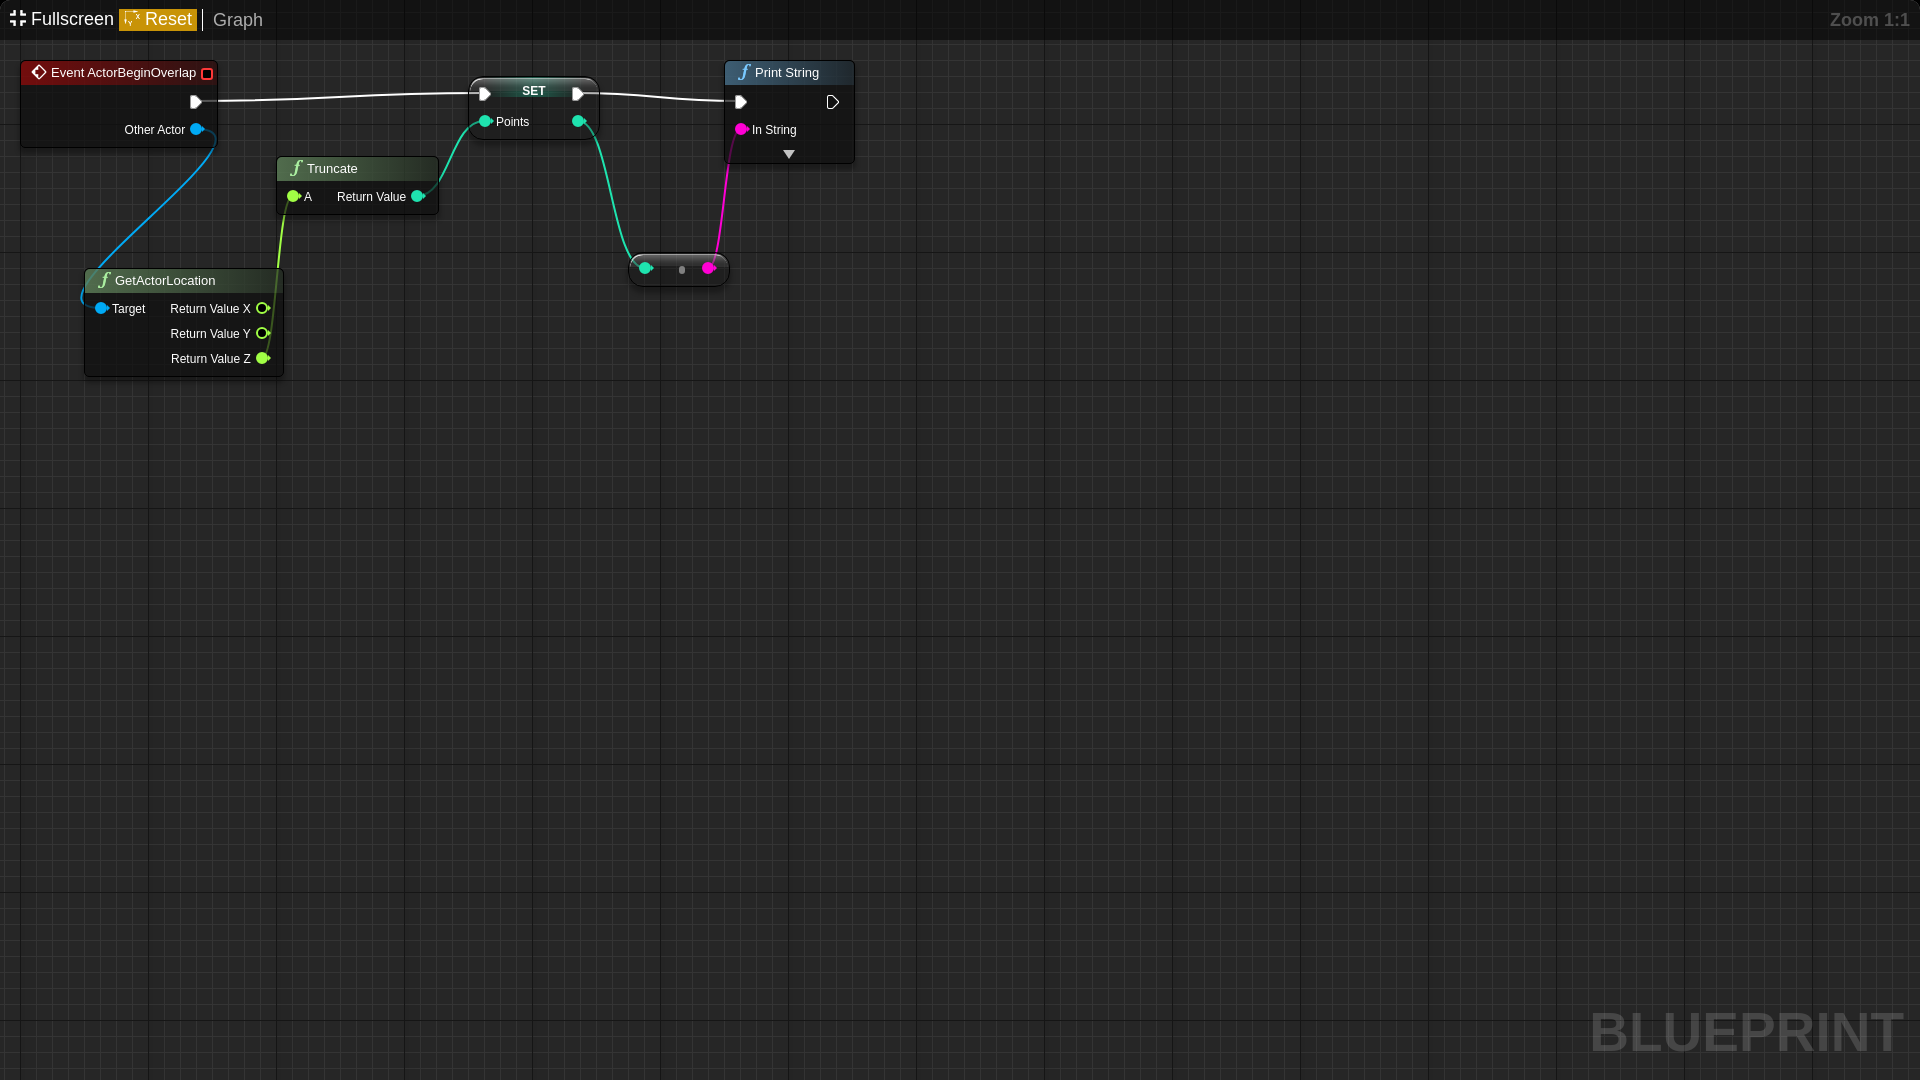 Fullscreen Reset Graph Zoom 1:1
Event ActorBeginOverlap
Other Actor
SET
Points
Print String
In String
Truncate
A Return Value
GetActorLocation
Target Return Value X
Return Value Y
Return Value Z
BLUEPRINT